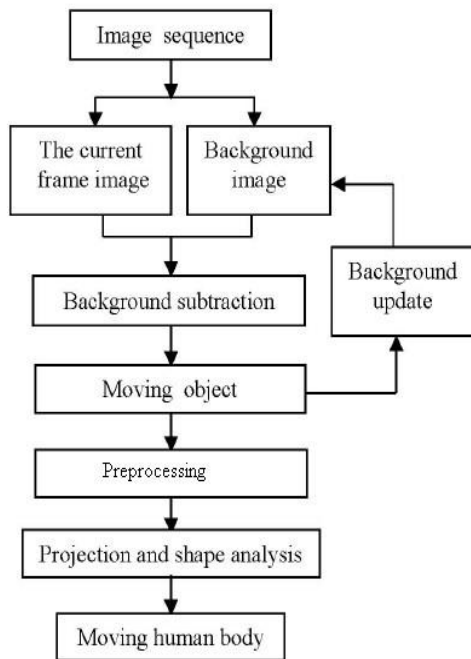 Image sequence
The current
frame image
Background
image
Background
update
Background subtraction
Moving object
Preprocessing
Projection and shape analysis
Moving human body